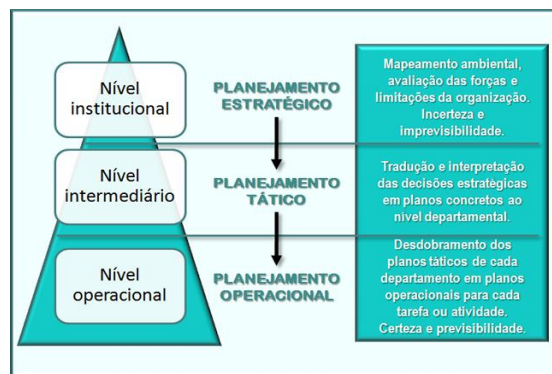 Nível
institucional
PLANEJAMENTO
ESTRATÉGICO
Mapeamento ambiental,
avaliação das forças e
limitações da organização.
Incerteza e
imprevisibilidade.
Nível
intermediário
PLANEJAMENTO
TÁTICO
Tradução e interpretação
das decisões estratégicas
em planos concretos ao
nível departamental.
Nível
operacional
PLANEJAMENTO
OPERACIONAL
Desdobramento dos
planos táticos de cada
departamento em planos
operacionais para cada
tarefa ou atividade.
Certeza e previsibilidade.